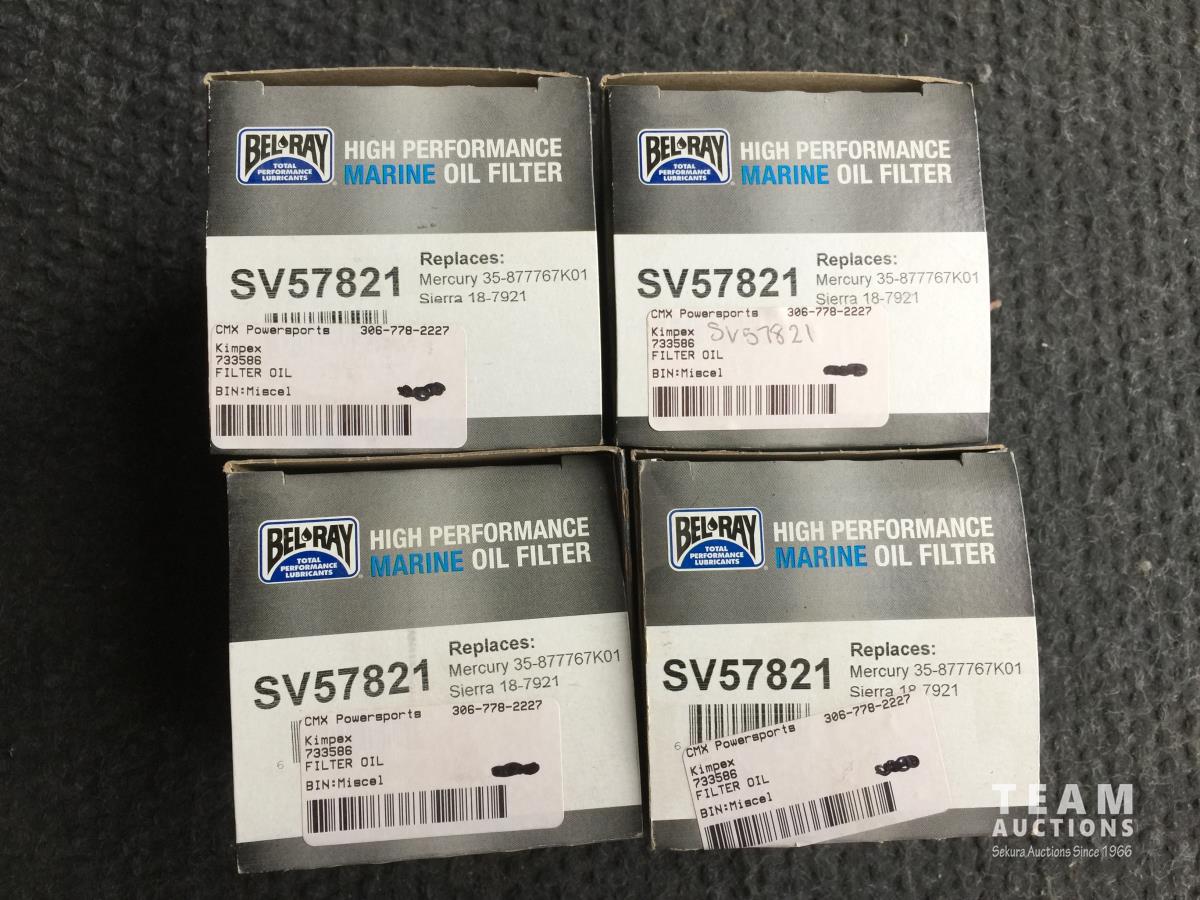 BEL-RAY
TOTAL
PERFORMANCE
LUBRICANTS
HIGH PERFORMANCE
MARINE OIL FILTER
SV57821
Replaces:
Mercury 35-877767K01
Sierra 18-7921
CMX Powersports 306-778-2227
Kimpex
733586
FILTER OIL
BIN:Miscel
BEL-RAY
TOTAL
PERFORMANCE
LUBRICANTS
HIGH PERFORMANCE
MARINE OIL FILTER
SV57821
Replaces:
Mercury 35-877767K01
Sierra 18-7921
CMX Powersports 306-778-2227
Kimpex SV57821
733586
FILTER OIL
BIN:Miscel
BEL-RAY
TOTAL
PERFORMANCE
LUBRICANTS
HIGH PERFORMANCE
MARINE OIL FILTER
SV57821
Replaces:
Mercury 35-877767K01
Sierra 18-7921
CMX Powersports 306-778-2227
6
Kimpex
733586
FILTER OIL
BIN:Miscel
BEL-RAY
TOTAL
PERFORMANCE
LUBRICANTS
HIGH PERFORMANCE
MARINE OIL FILTER
SV57821
Replaces:
Mercury 35-877767K01
Sierra 18-7921
6
CMX Powersports 306-778-2227
Kimpex
733586
FILTER OIL
BIN:Miscel
TEAM
AUCTIONS
Sekura Auctions Since 1966